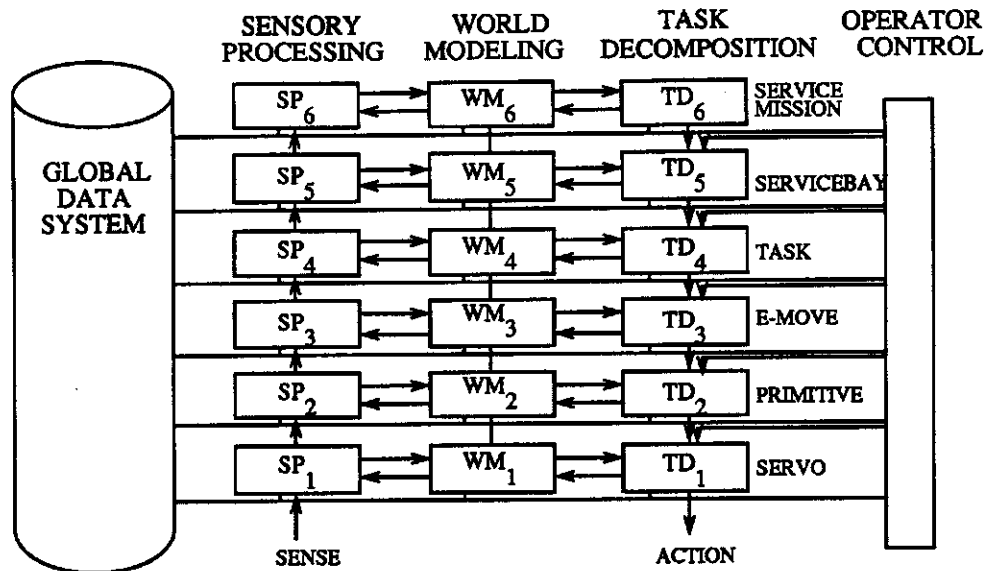 SENSORY
PROCESSING
WORLD
MODELING
TASK
DECOMPOSITION
OPERATOR
CONTROL
GLOBAL
DATA
SYSTEM
SP6
WM6
TD6
SERVICE
MISSION
SP5
WM5
TD5
SERVICEBAY
SP4
WM4
TD4
TASK
SP3
WM3
TD3
E-MOVE
SP2
WM2
TD2
PRIMITIVE
SP1
WM1
TD1
SERVO
SENSE
ACTION